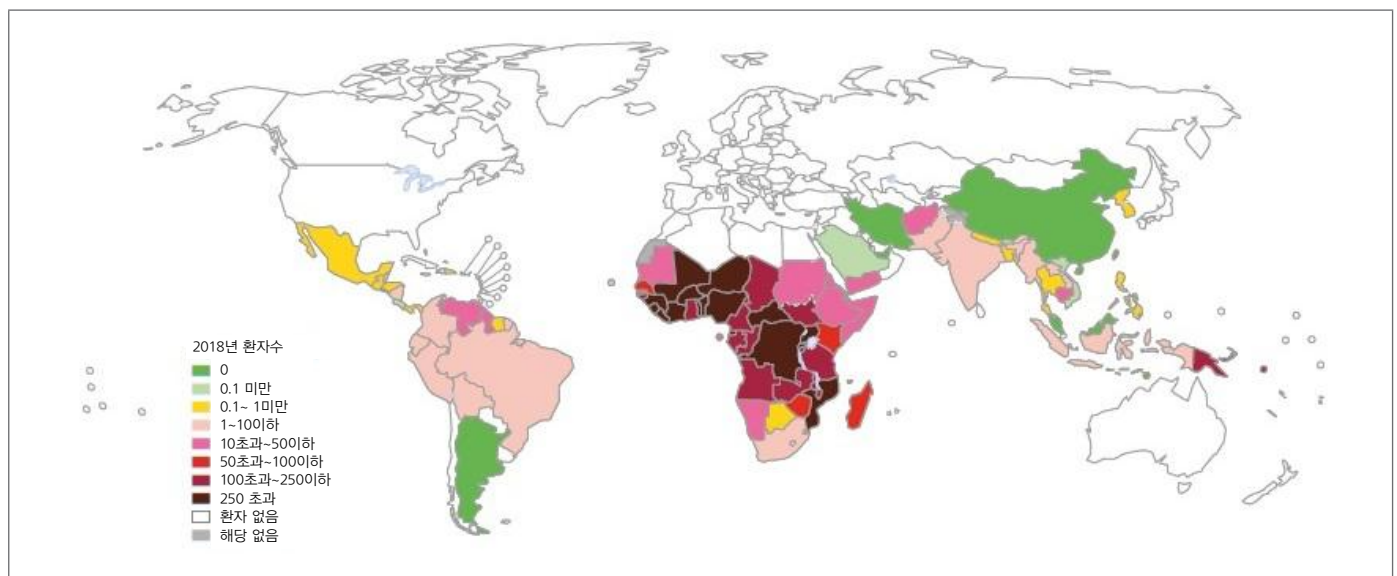 2018년 환자수
0
0.1 미만
0.1~ 1미만
1~10이하
10초과~50이하
50초과~100이하
100초과~250이하
250 초과
환자 없음
해당 없음